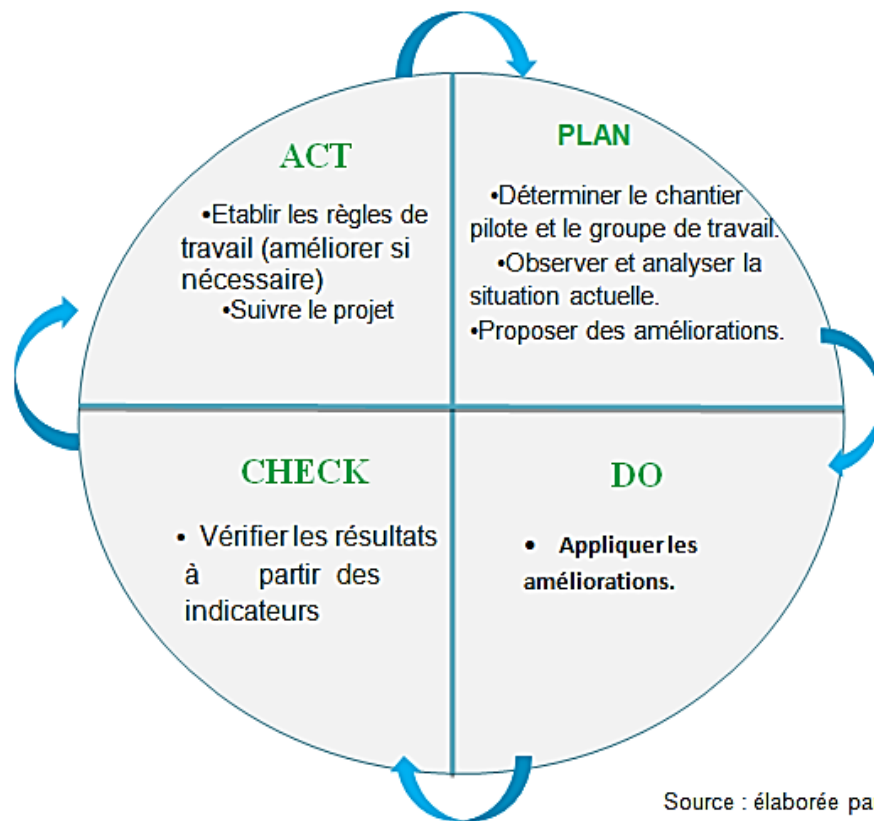 ACT
•Etablir les règles de
travail (améliorer si
nécessaire)
•Suivre le projet
PLAN
•Déterminer le chantier
pilote et le groupe de travail.
•Observer et analyser la
situation actuelle.
•Proposer des améliorations.
CHECK
• Vérifier les résultats
à partir des
indicateurs
DO
• Appliquer les
améliorations.
Source : élaborée pa